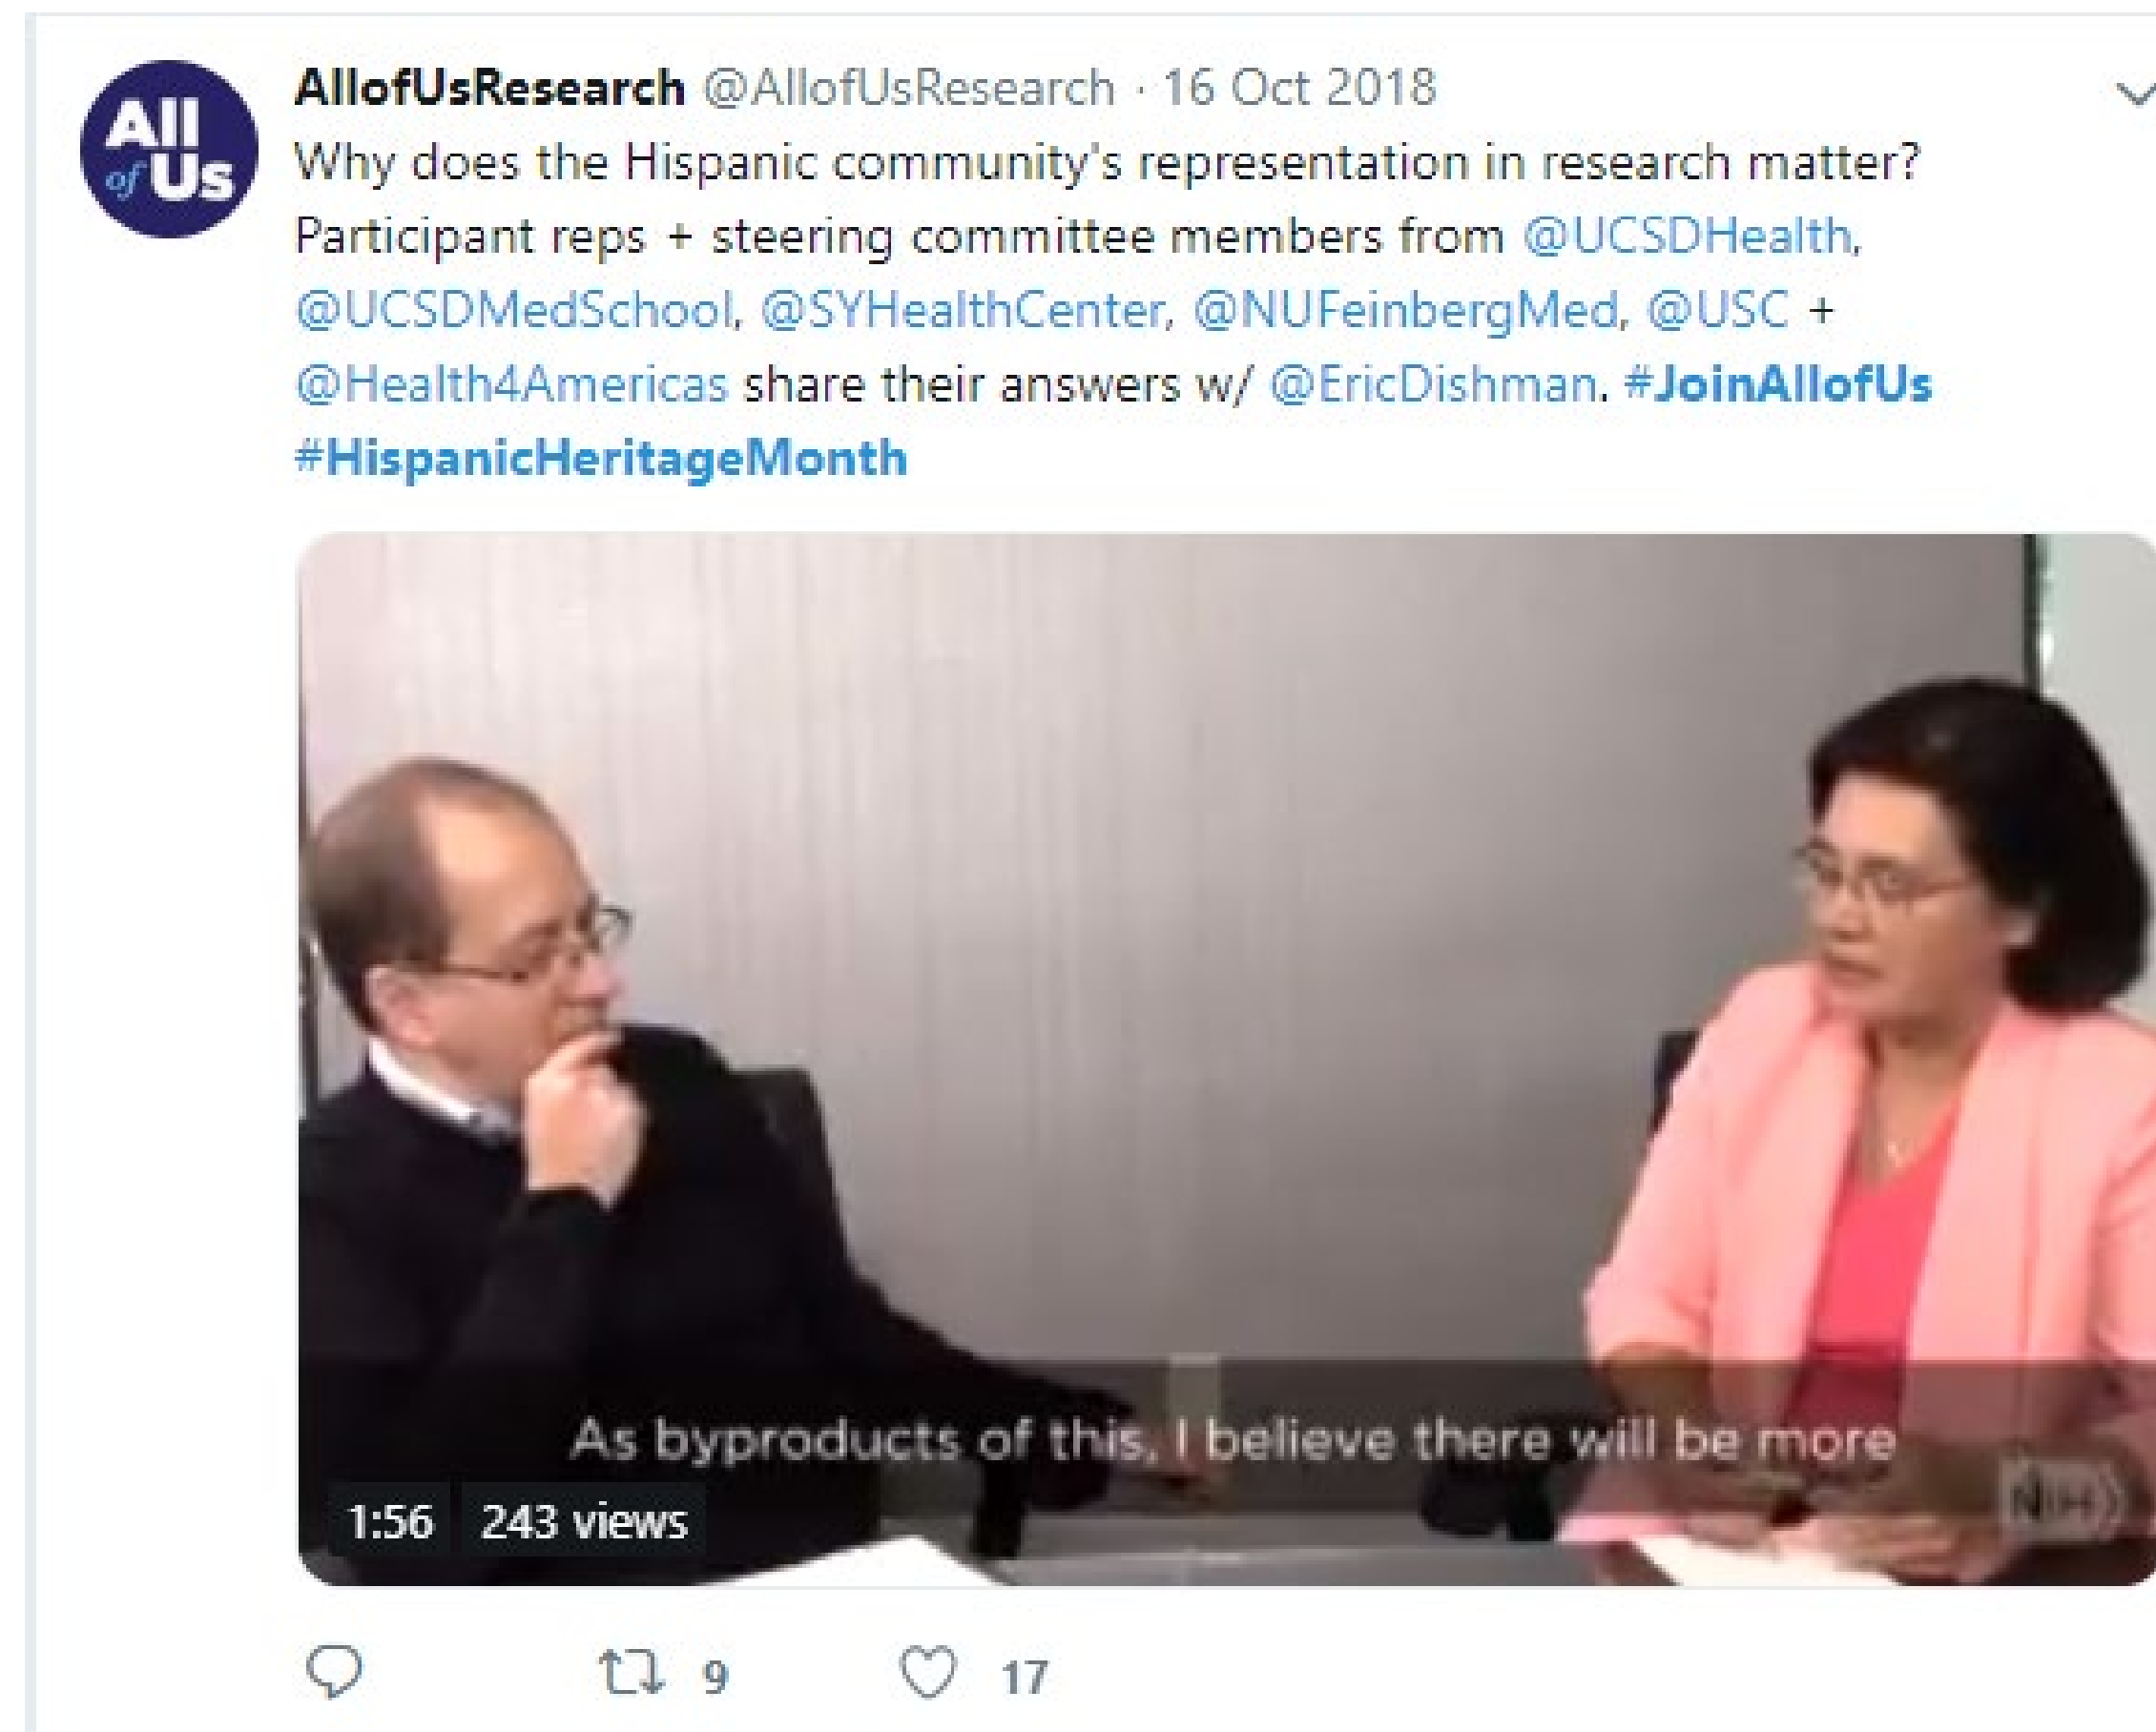 All
of Us
AllofUsResearch @AllofUsResearch · 16 Oct 2018
Why does the Hispanic community's representation in research matter?
Participant reps + steering committee members from @UCSDHealth,
@UCSDMedSchool, @SYHealthCenter, @NUFeinbergMed, @USC +
@Health4Americas share their answers w/ @EricDishman. #JoinAllofUs
#HispanicHeritageMonth
As byproducts of this, I believe there will be more
NIH
1:56 243 views
9 17